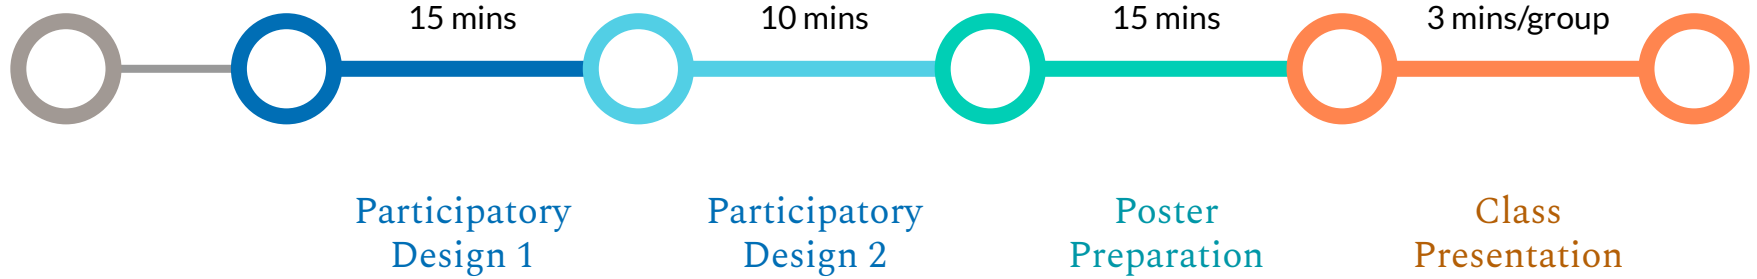 15 mins
10 mins
15 mins
3 mins/group
Participatory
Design 1
Participatory
Design 2
Poster
Preparation
Class
Presentation